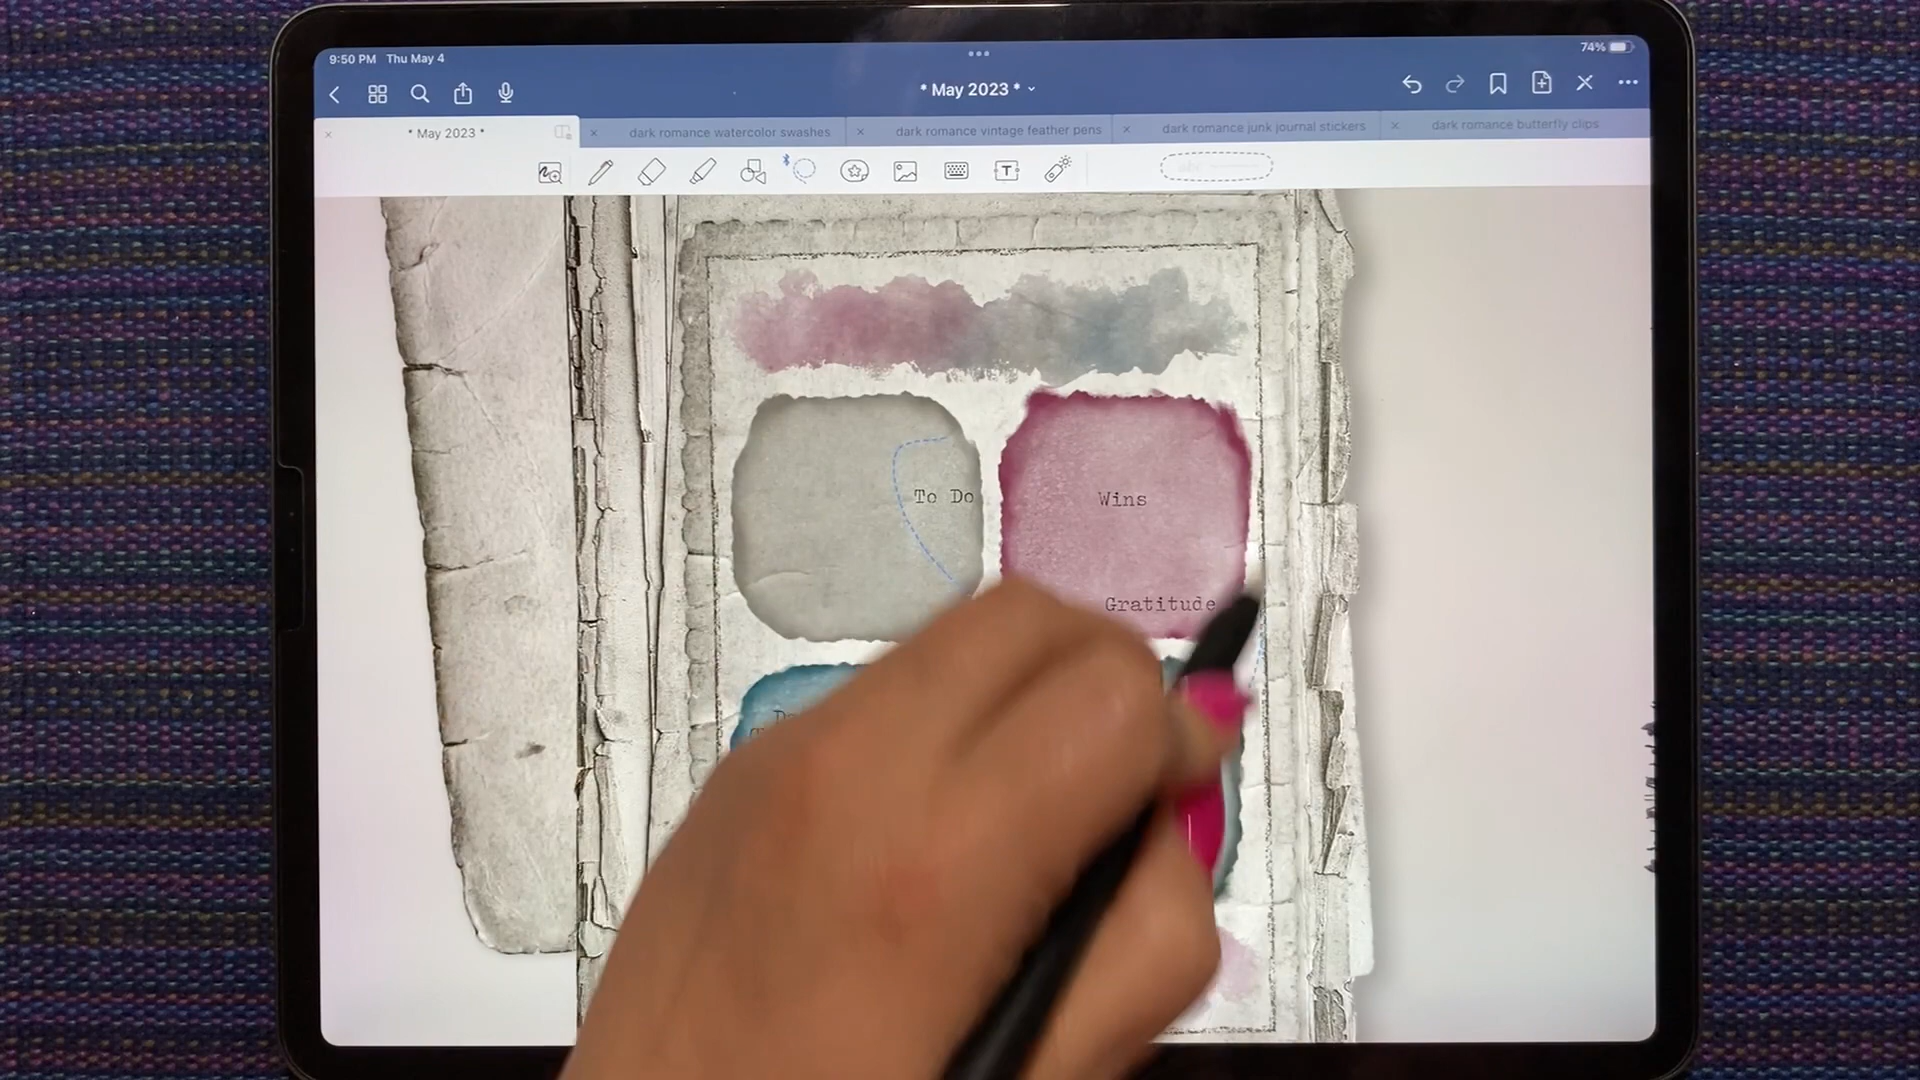 9:50 PM Thu May 4
74%
* May 2023 *
* May 2023 *
dark romance watercolor swashes
dark romance vintage feather pens
dark romance junk journal stickers
dark romance butterfly clips
To Do
Wins
Gratitude